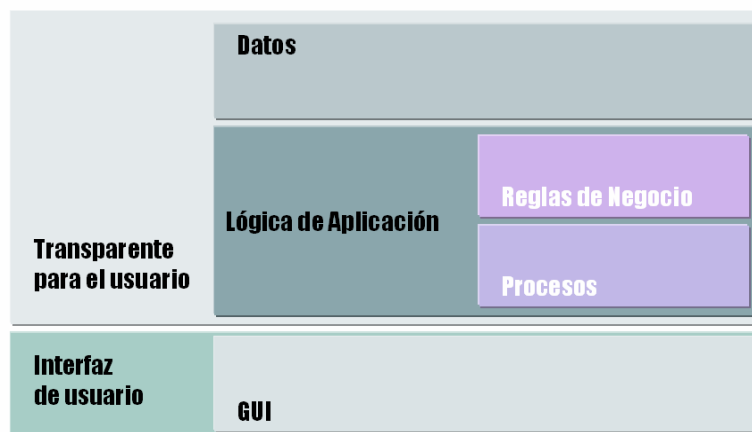 Datos
Reglas de Negocio
Lógica de Aplicación
Transparente
para el usuario
Procesos
Interfaz
de usuario
GUI